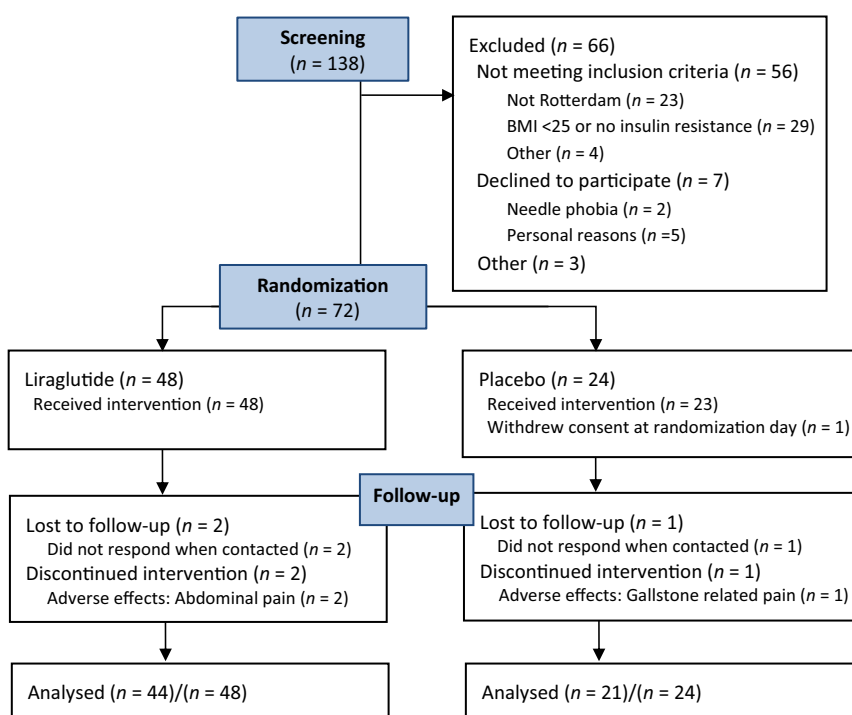 Screening
(n = 138)
Excluded (n = 66)
Not meeting inclusion criteria (n = 56)
Not Rotterdam (n = 23)
BMI <25 or no insulin resistance (n = 29)
Other (n = 4)
Declined to participate (n = 7)
Needle phobia (n = 2)
Personal reasons (n =5)
Other (n = 3)
Randomization
(n = 72)
Liraglutide (n = 48)
Received intervention (n = 48)
Placebo (n = 24)
Received intervention (n = 23)
Withdrew consent at randomization day (n = 1)
Follow-up
Lost to follow-up (n = 2)
Did not respond when contacted (n = 2)
Discontinued intervention (n = 2)
Adverse effects: Abdominal pain (n = 2)
Lost to follow-up (n = 1)
Did not respond when contacted (n = 1)
Discontinued intervention (n = 1)
Adverse effects: Gallstone related pain (n = 1)
Analysed (n = 44)/(n = 48)
Analysed (n = 21)/(n = 24)